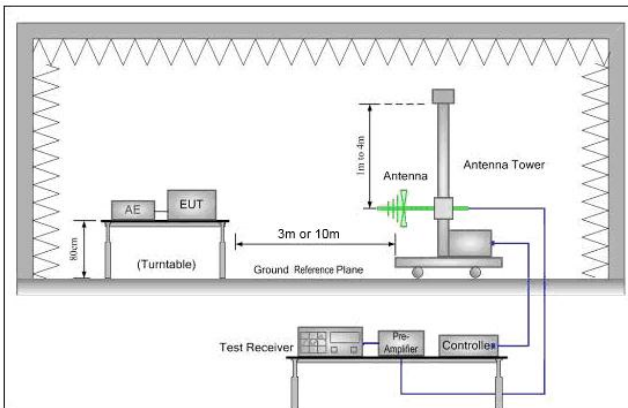 1m to 4m
Antenna
Antenna Tower
AE
EUT
3m or 10m
80cm
(Turntable)
Ground Reference Plane
Test Receiver
Pre-
Amplifier
Controller